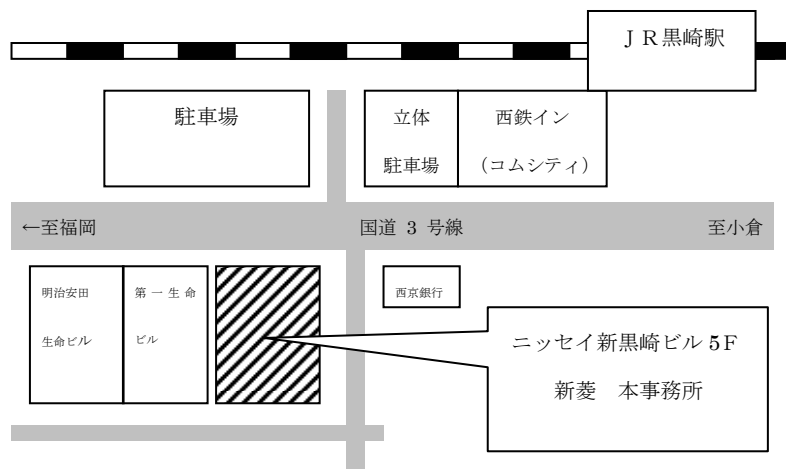 ＪＲ黒崎駅
駐車場
立体
駐車場
西鉄イン
（コムシティ）
←至福岡
国道 3 号線
至小倉
明治安田
生命ビル
第一生命
ビル
西京銀行
ニッセイ新黒崎ビル 5F
新菱　本事務所